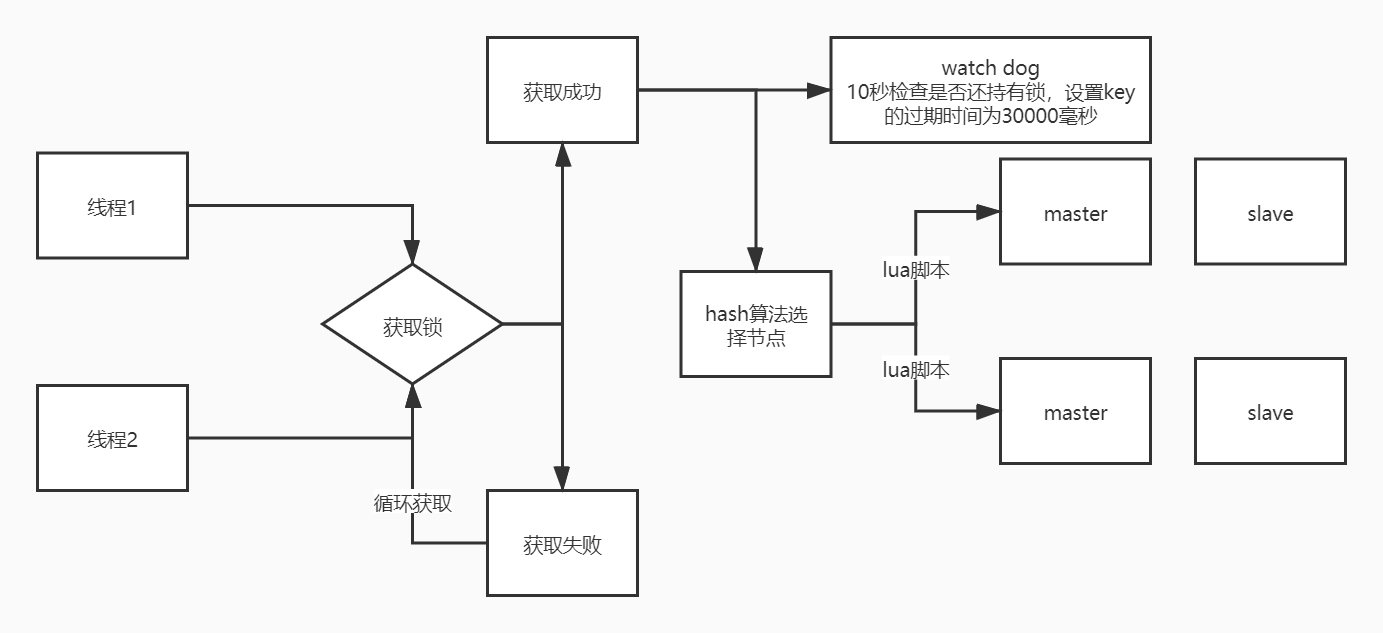 获取成功
watch dog
10秒检查是否还持有锁，设置key
的过期时间为30000毫秒
线程1
master
slave
lua脚本
获取锁
hash算法选
择节点
lua脚本
master
slave
线程2
循环获取
获取失败